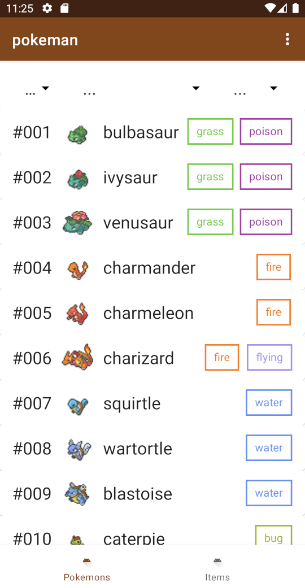 11:25
pokeman
... ... ...
#001 bulbasaur grass poison
#002 ivysaur grass poison
#003 venusaur grass poison
#004 charmander fire
#005 charmeleon fire
#006 charizard fire flying
#007 squirtle water
#008 wartortle water
#009 blastoise water
#010 caterpie bug
Pokemons Items